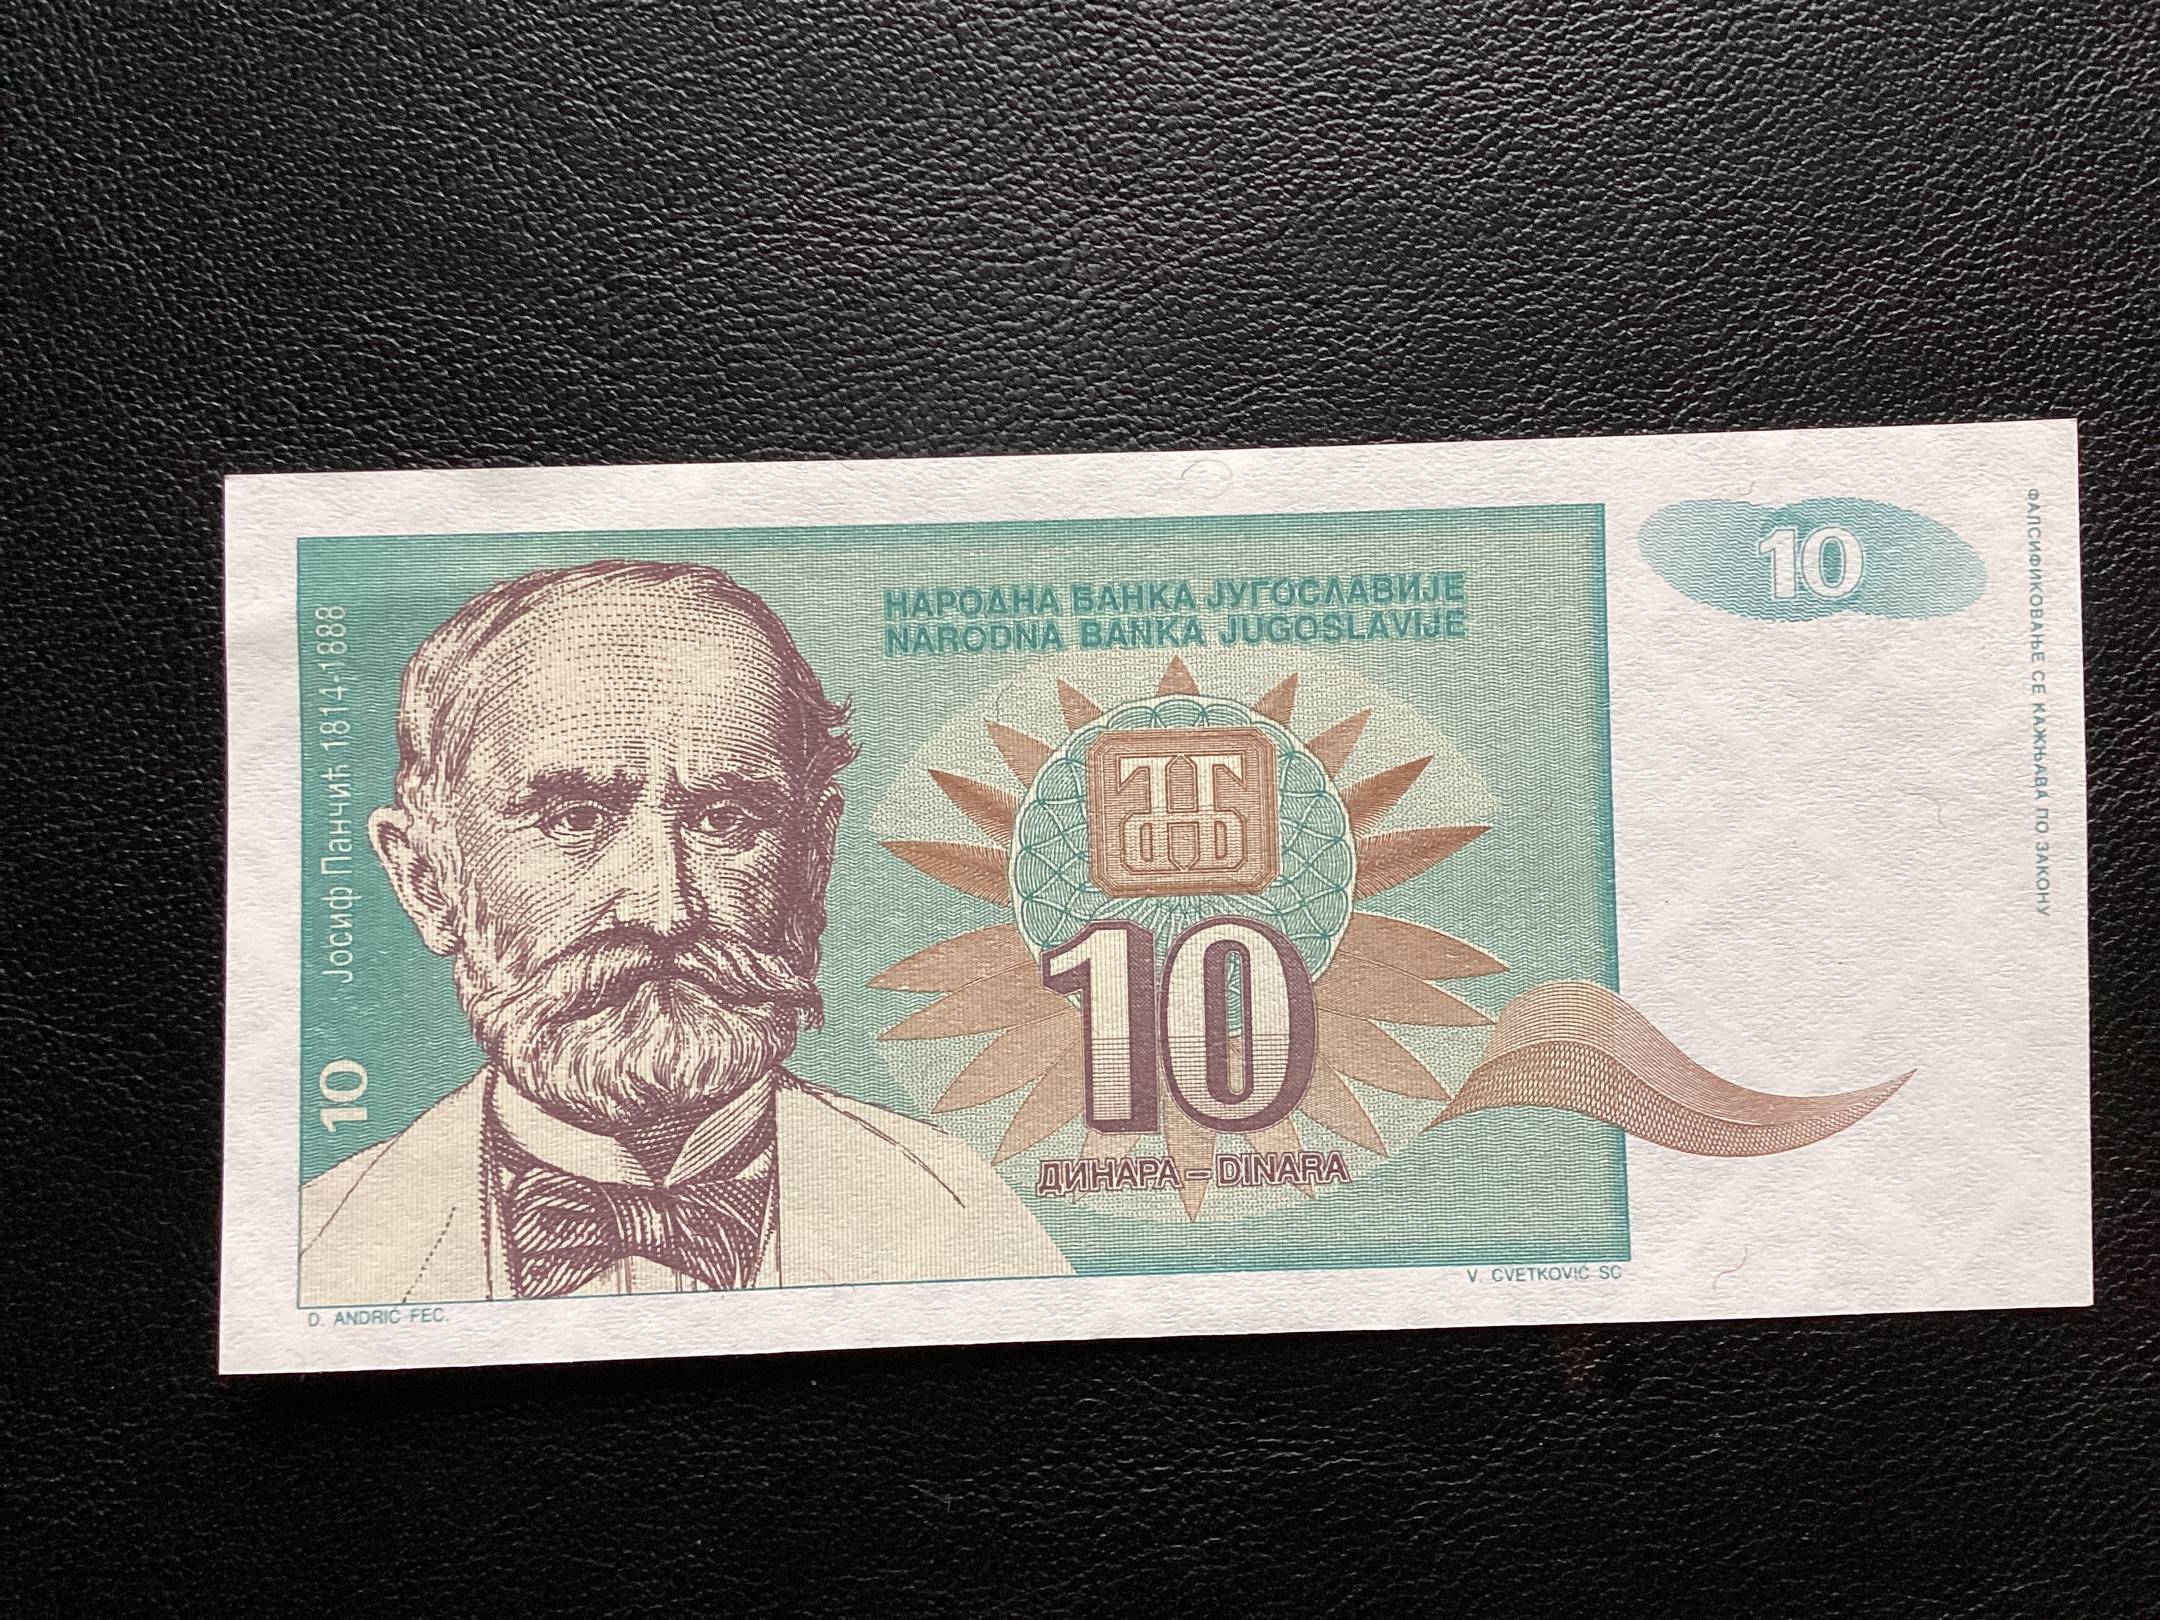 НАРОДНА БАНКА ЈУГОСЛАВИЈЕ
NARODNA BANKA JUGOSLAVIJE
10
ФАЛСИФИКОВАЊЕ СЕ КАЖЊАВА ПО ЗАКОНУ
Јосиф Панчић 1814-1888
10
10
ДИНАРА – DINARA
D. ANDRIĆ FEC.
V. CVETKOVIĆ SC